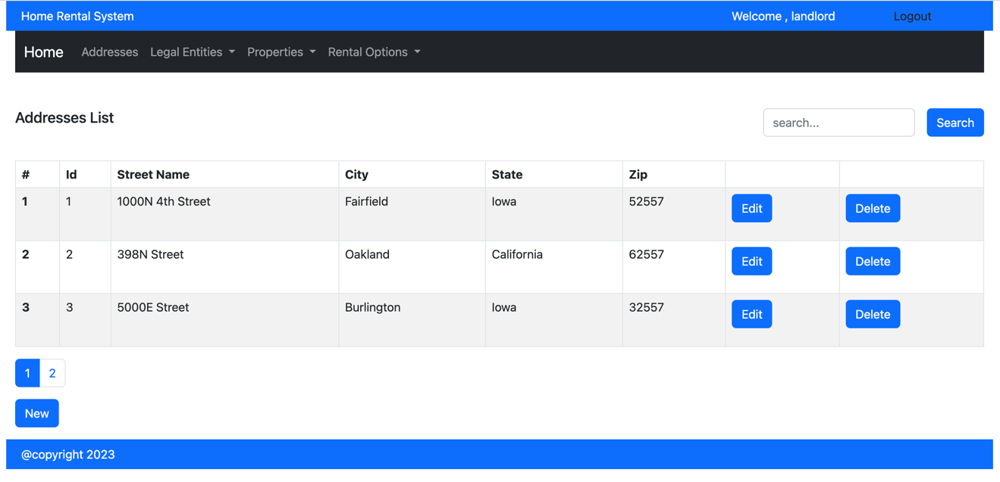 Home Rental System Welcome , landlord Logout
Home Addresses Legal Entities Properties Rental Options
Addresses List search... Search
# Id Street Name City State Zip
1 1 1000N 4th Street Fairfield Iowa 52557 Edit Delete
2 2 398N Street Oakland California 62557 Edit Delete
3 3 5000E Street Burlington Iowa 32557 Edit Delete
1 2
New
@copyright 2023